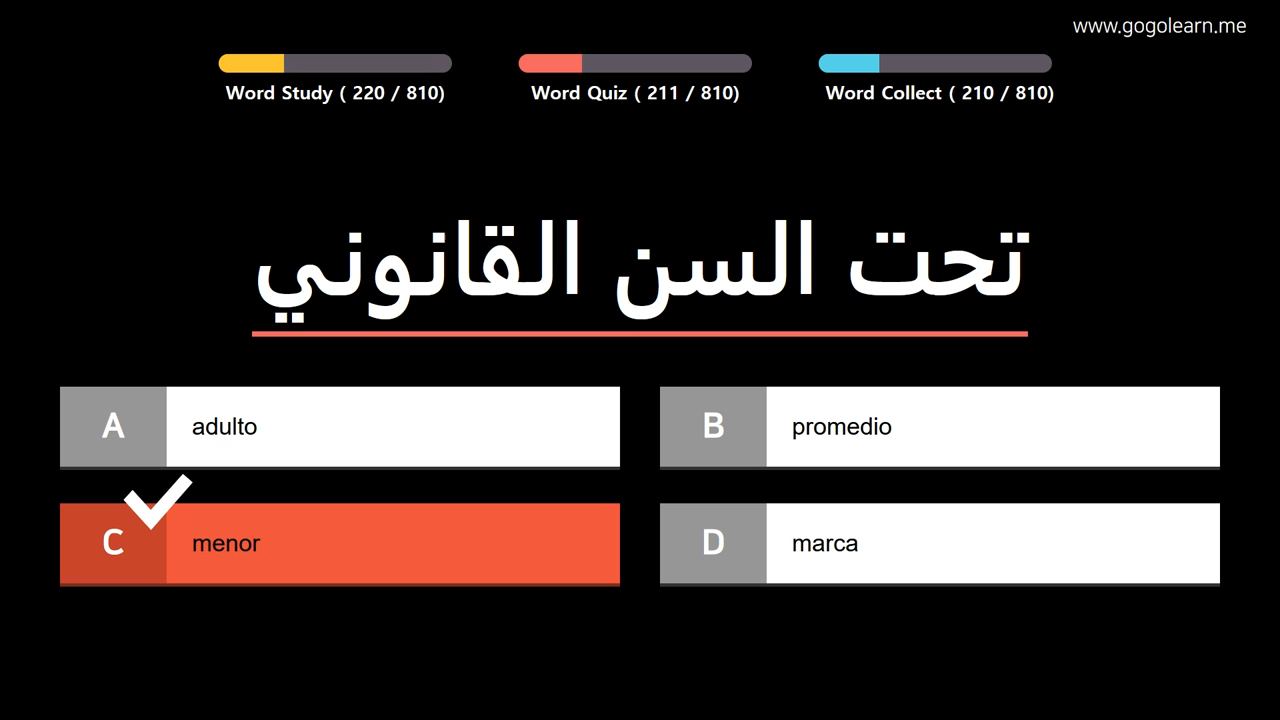 www.gogolearn.me
Word Study ( 220 / 810)
Word Quiz ( 211 / 810)
Word Collect ( 210 / 810)
تحت السن القانوني
A adulto
B promedio
C menor
D marca